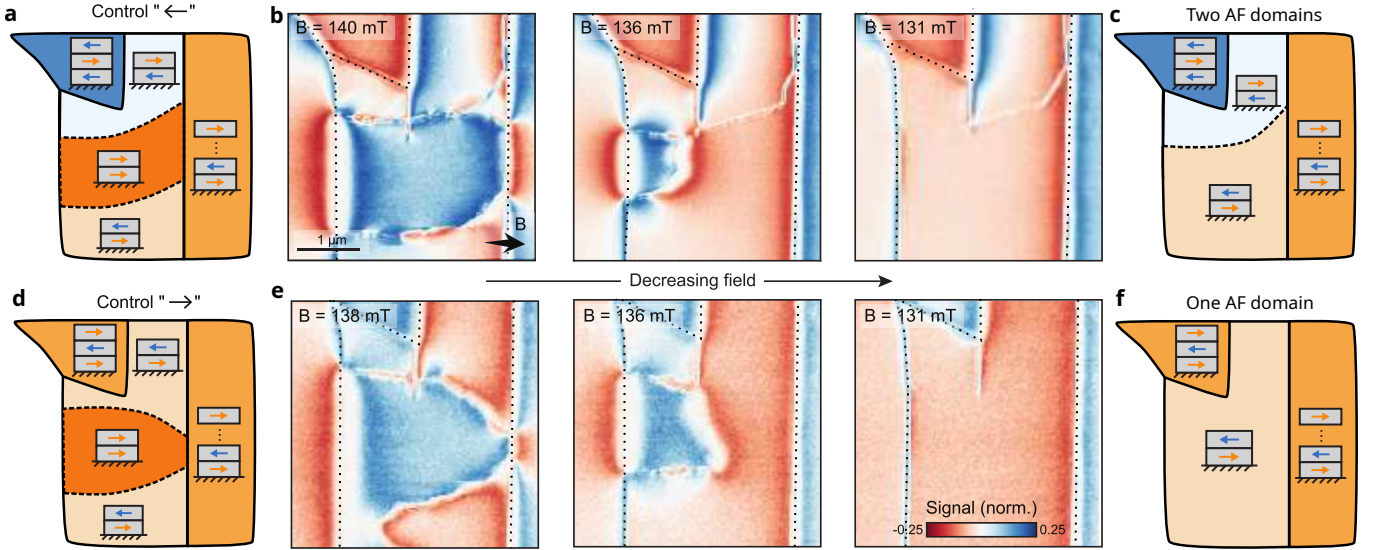 a
Control "←"
b
B = 140 mT
1 μm
B
B = 136 mT
B = 131 mT
c
Two AF domains
Decreasing field
d
Control "→"
e
B = 138 mT
B = 136 mT
B = 131 mT
Signal (norm.)
-0.25
0.25
f
One AF domain